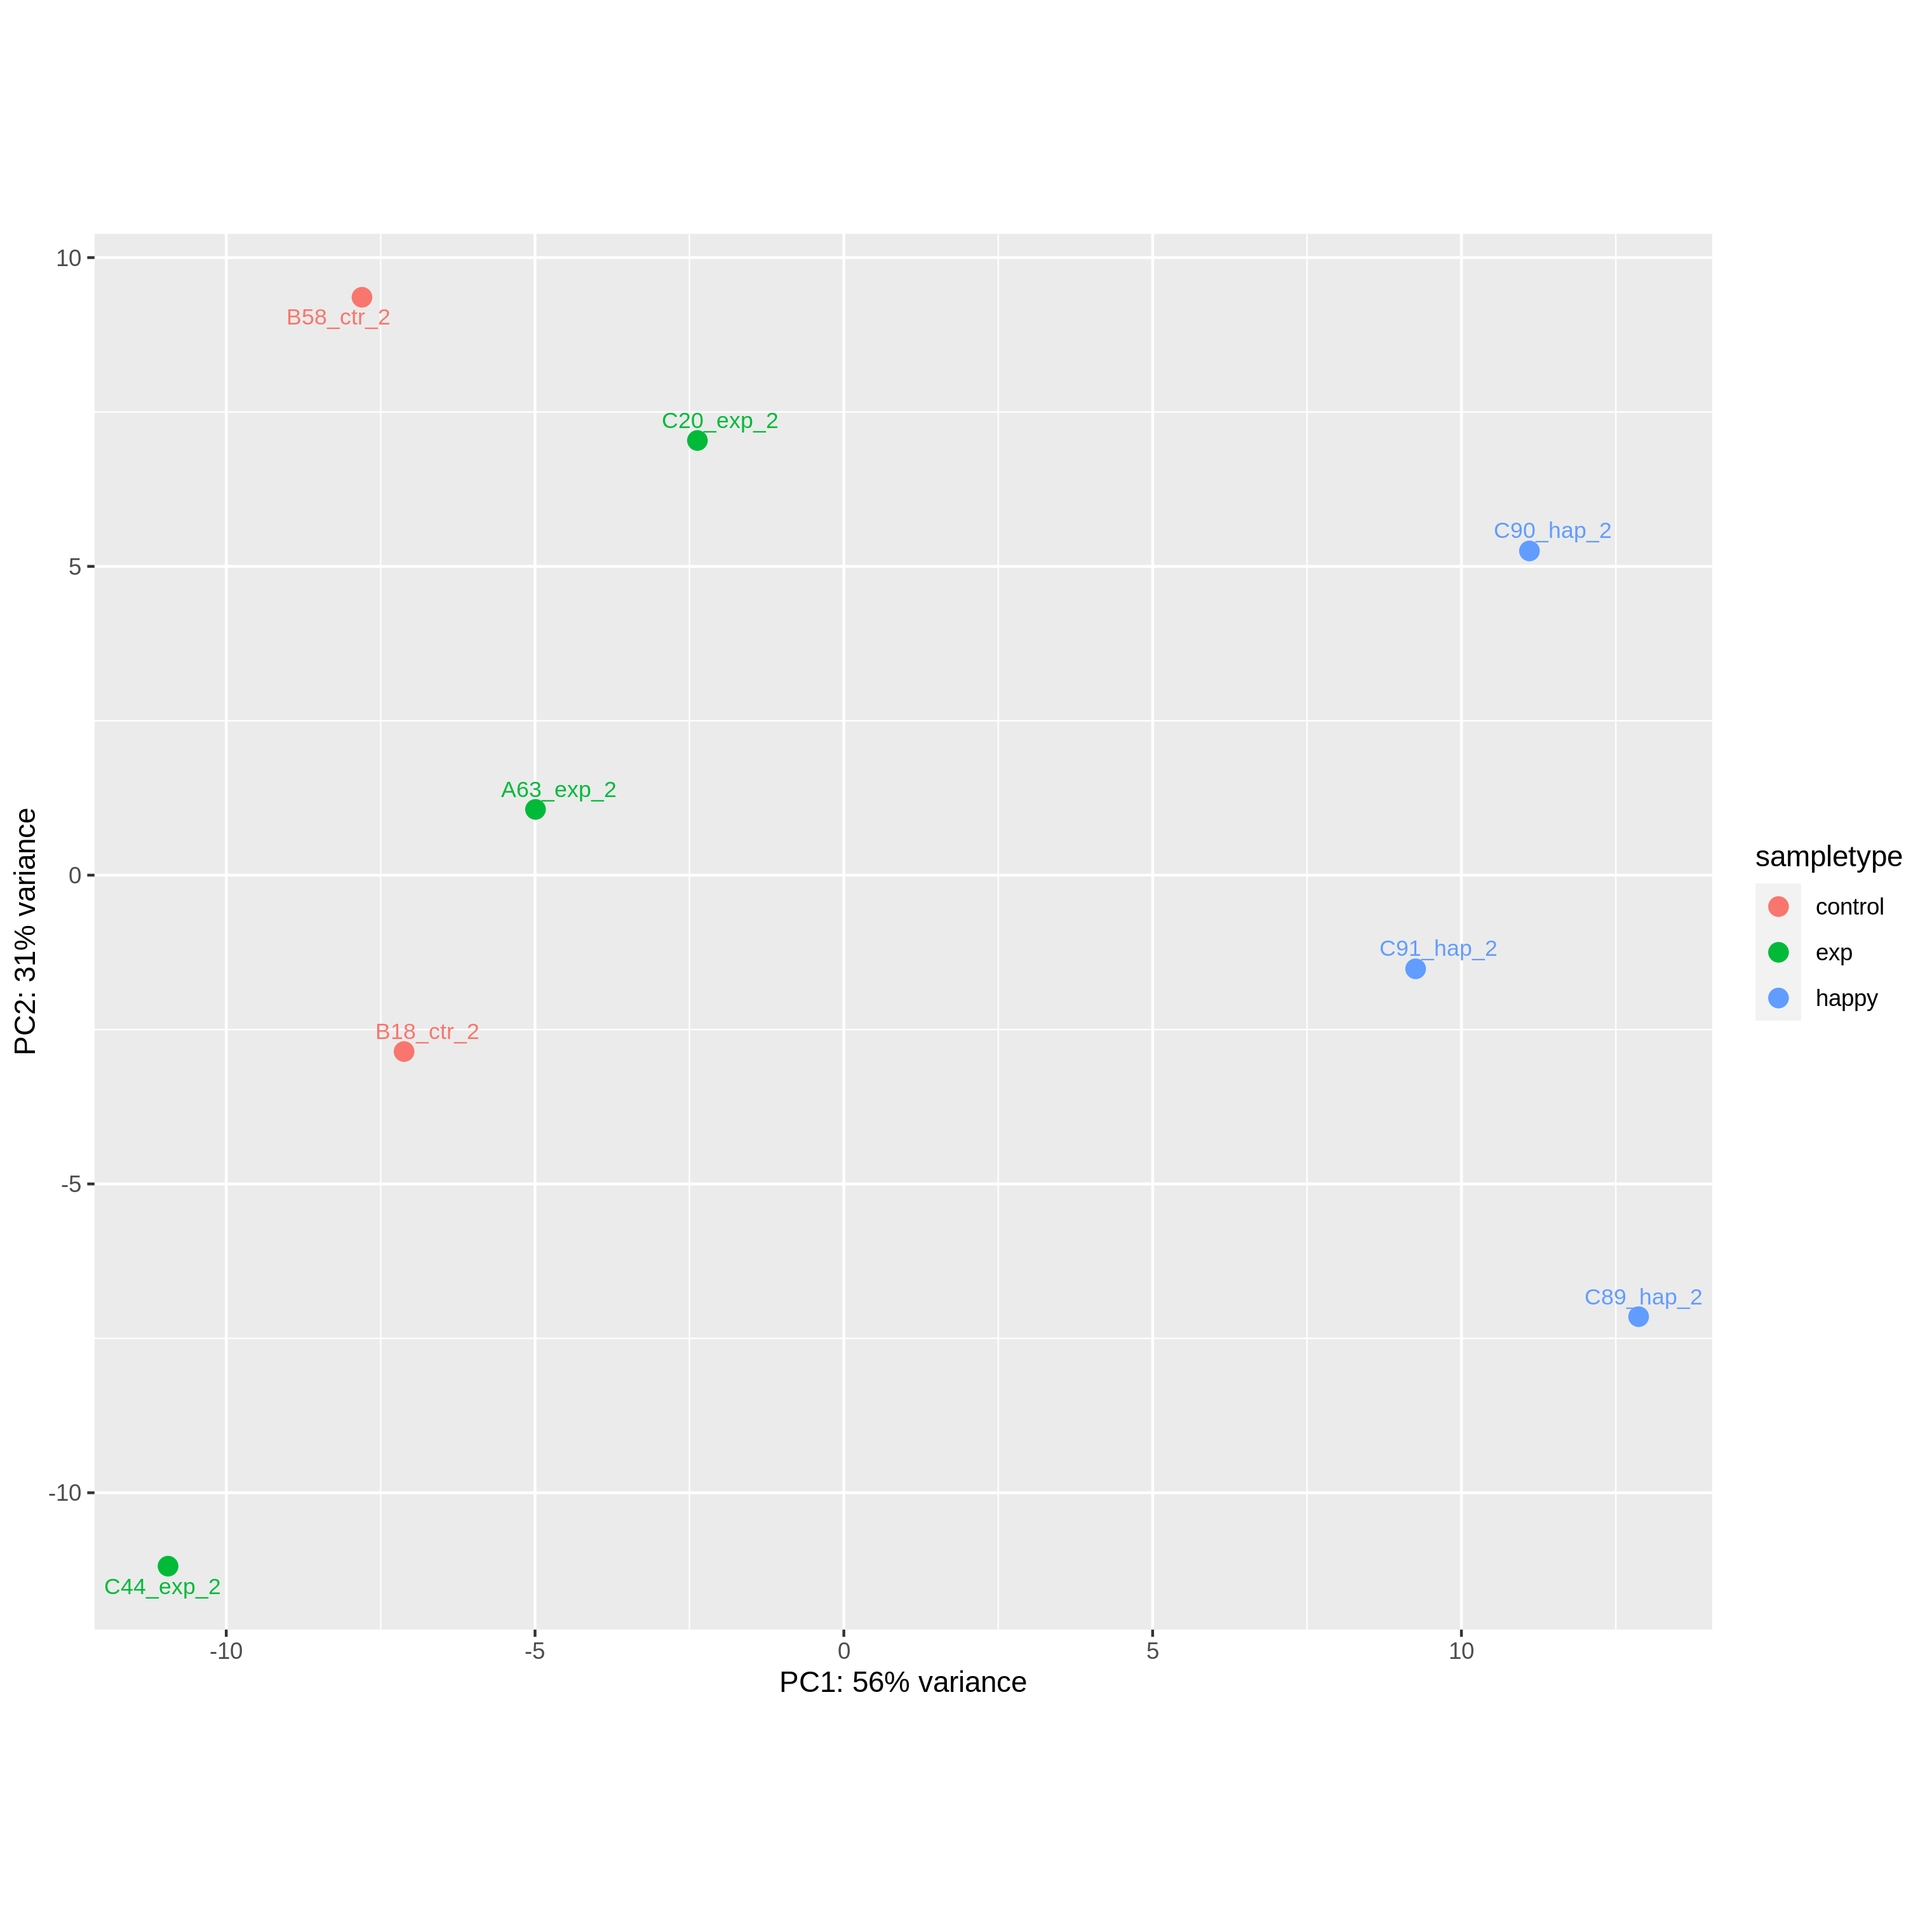 10
5
0
-5
-10
PC2: 31% variance
B58_ctr_2
C20_exp_2
C90_hap_2
A63_exp_2
C91_hap_2
B18_ctr_2
C89_hap_2
C44_exp_2
-10
-5
0
5
10
PC1: 56% variance
sampletype
control
exp
happy